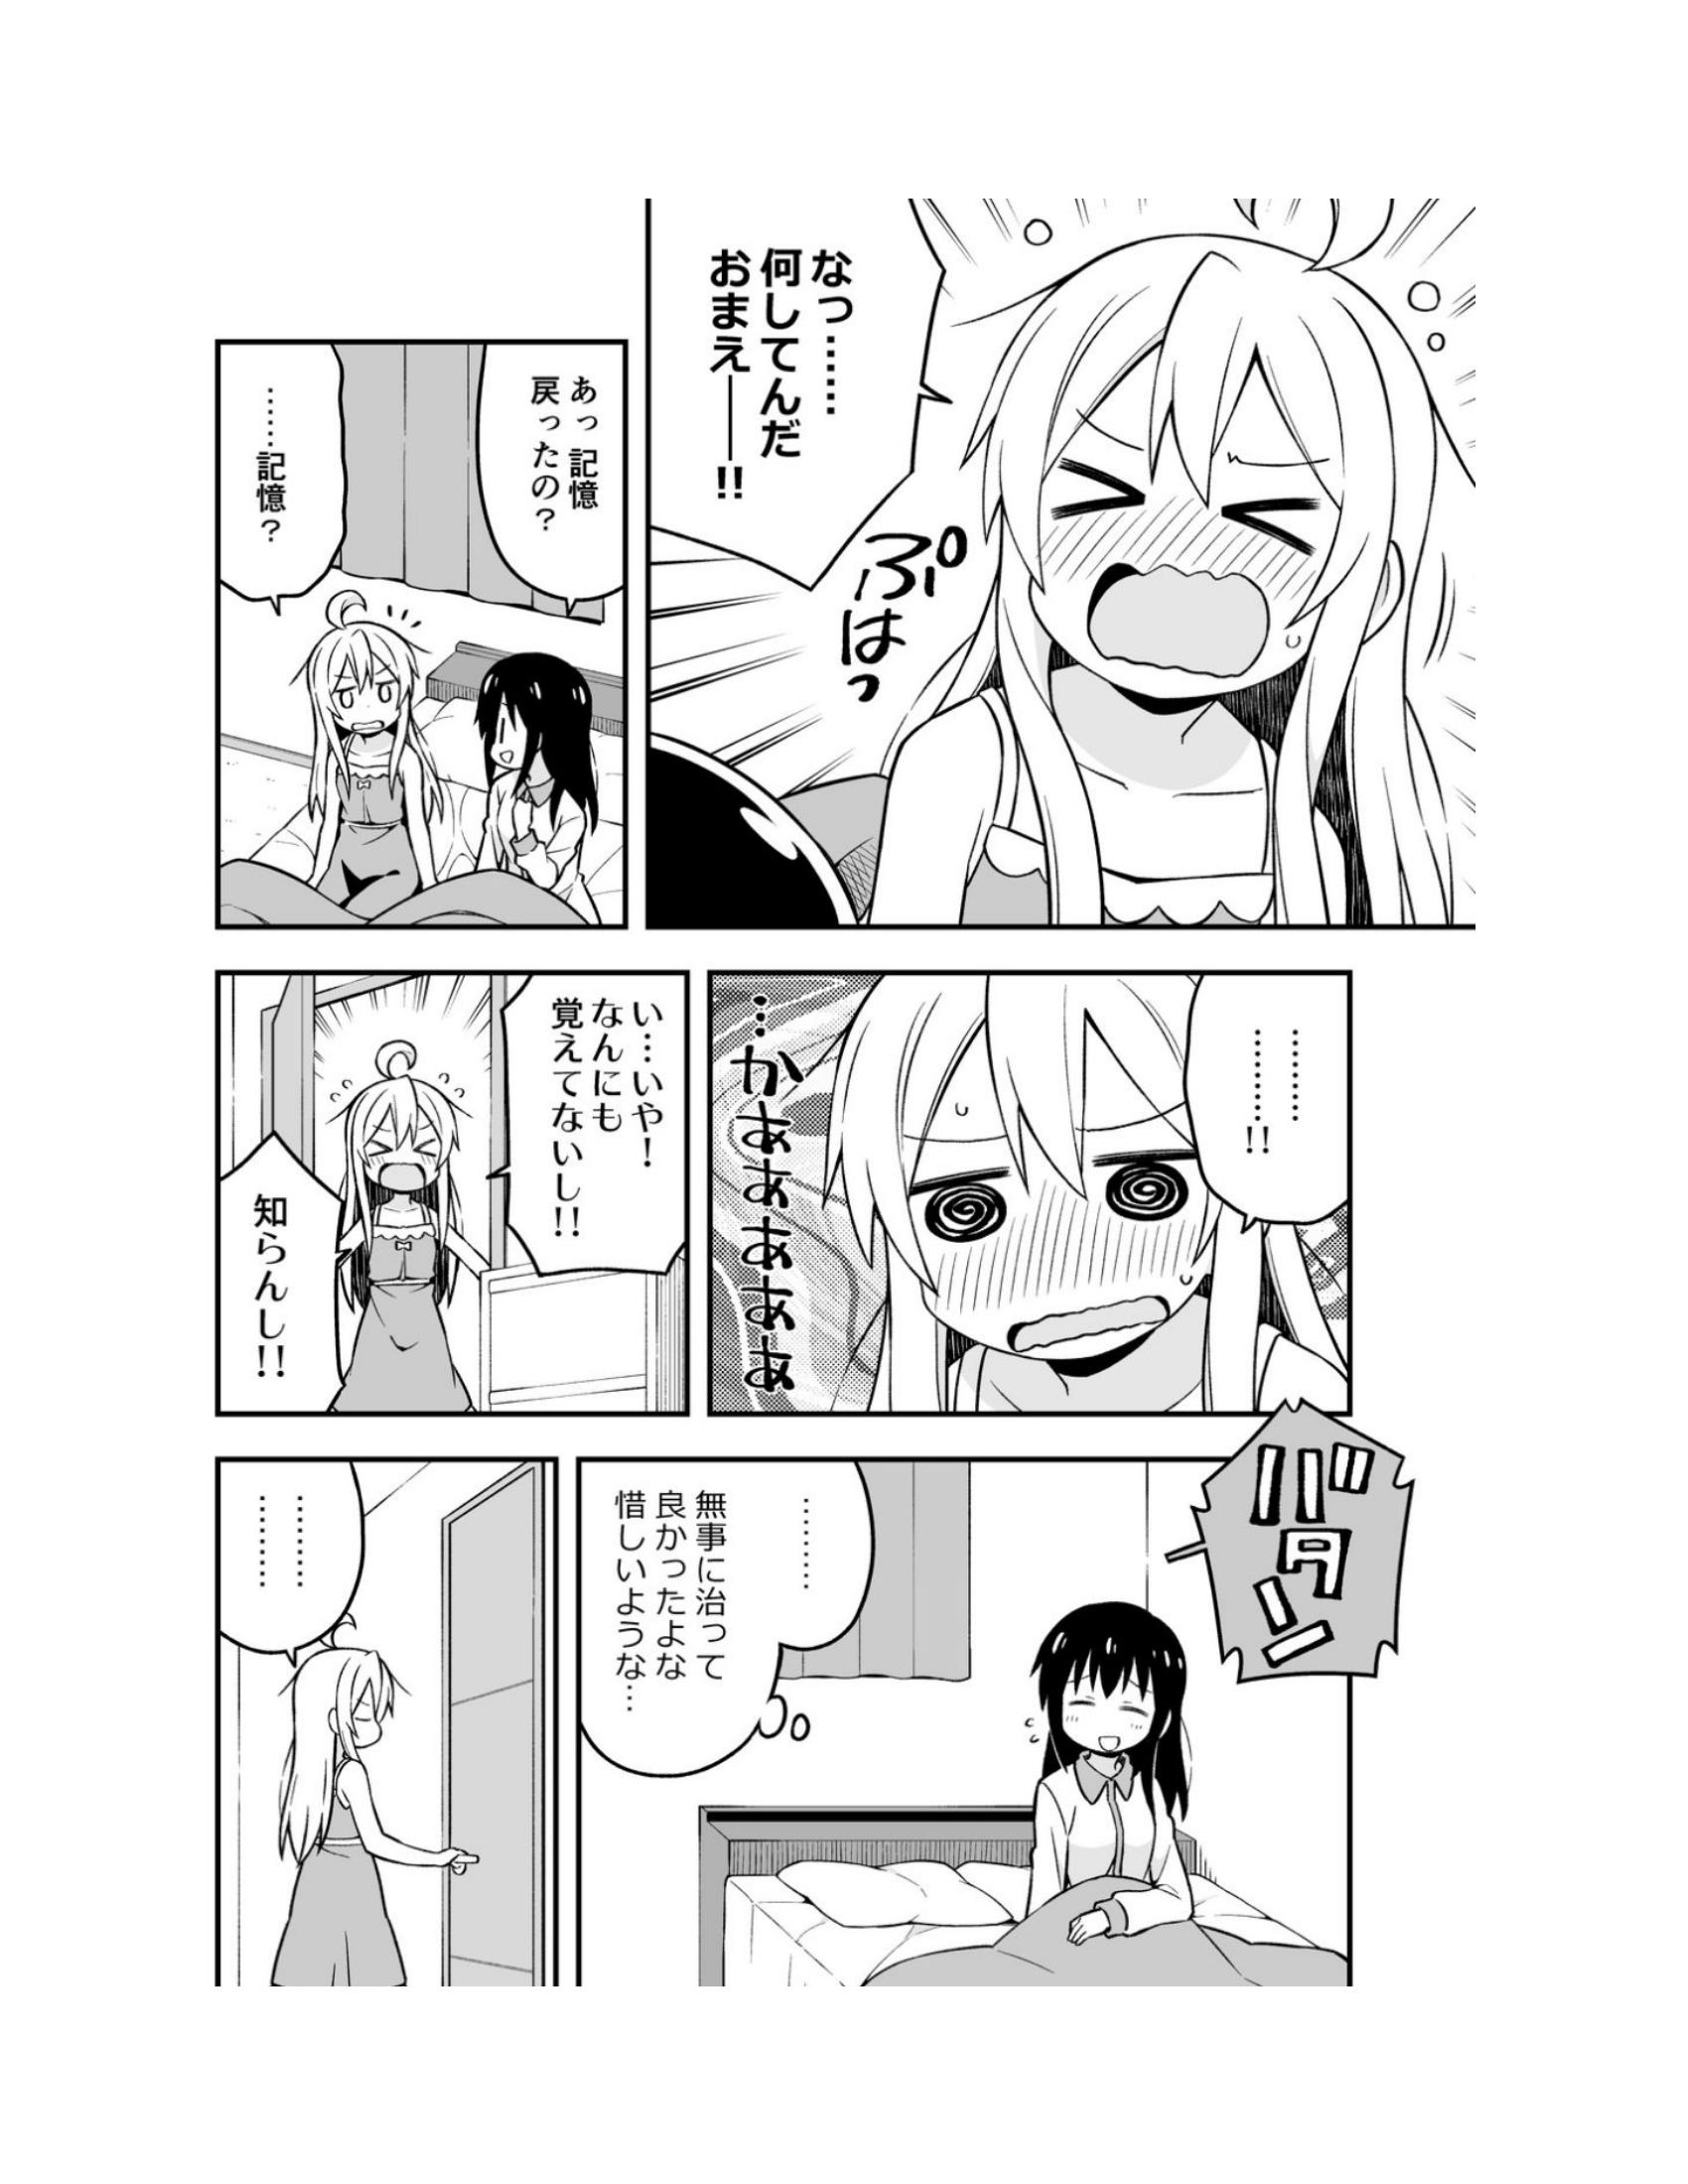 なっ……
何してんだ
おまえ――!!
ぷはっ
あっ 記憶
戻ったの？
……記憶？
…………
…………!!
…かぁぁぁぁぁ
い…いや！
なんにも
覚えてないし!!
知らんし!!
バタン
………
無事に治って
良かったよな
惜しいような…
…………
…………